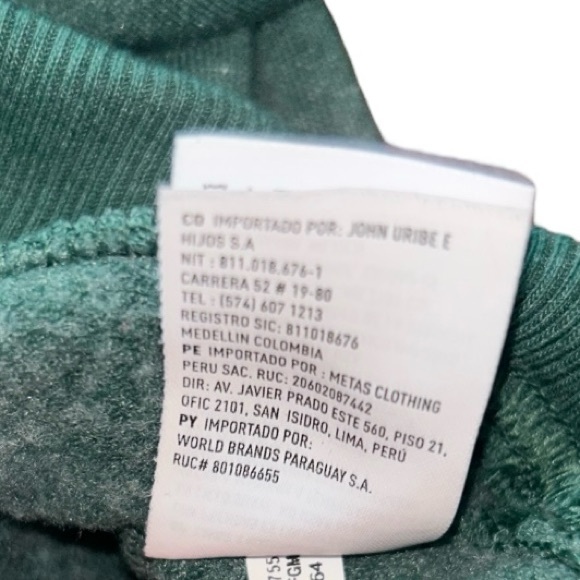 CO IMPORTADO POR: JOHN URIBE E
HIJOS S.A
NIT : 811.018.676-1
CARRERA 52 # 19-80
TEL : (574) 607 1213
REGISTRO SIC: 811018676
MEDELLIN COLOMBIA
PE IMPORTADO POR : METAS CLOTHING
PERU SAC. RUC: 20602087442
DIR: AV. JAVIER PRADO ESTE 560, PISO 21,
OFIC 2101, SAN ISIDRO, LIMA, PERÚ
PY IMPORTADO POR:
WORLD BRANDS PARAGUAY S.A.
RUC# 801086655